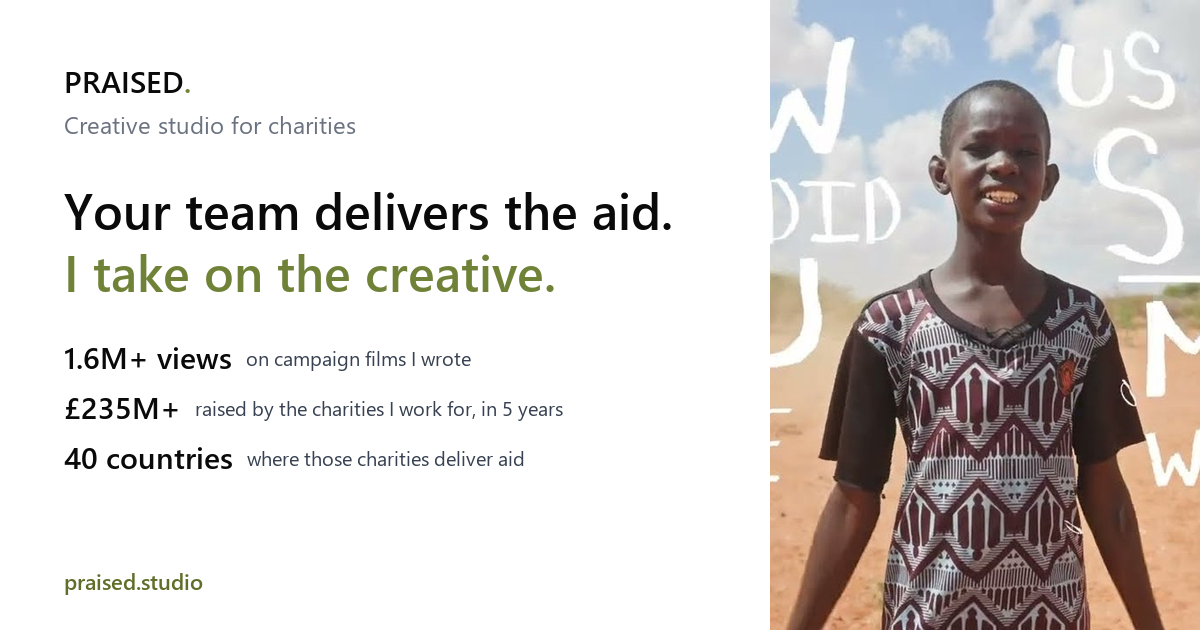 PRAISED.
Creative studio for charities
Your team delivers the aid.
I take on the creative.
1.6M+ views on campaign films I wrote
£235M+ raised by the charities I work for, in 5 years
40 countries where those charities deliver aid
praised.studio
W
US
DID
S
U
M
E
W